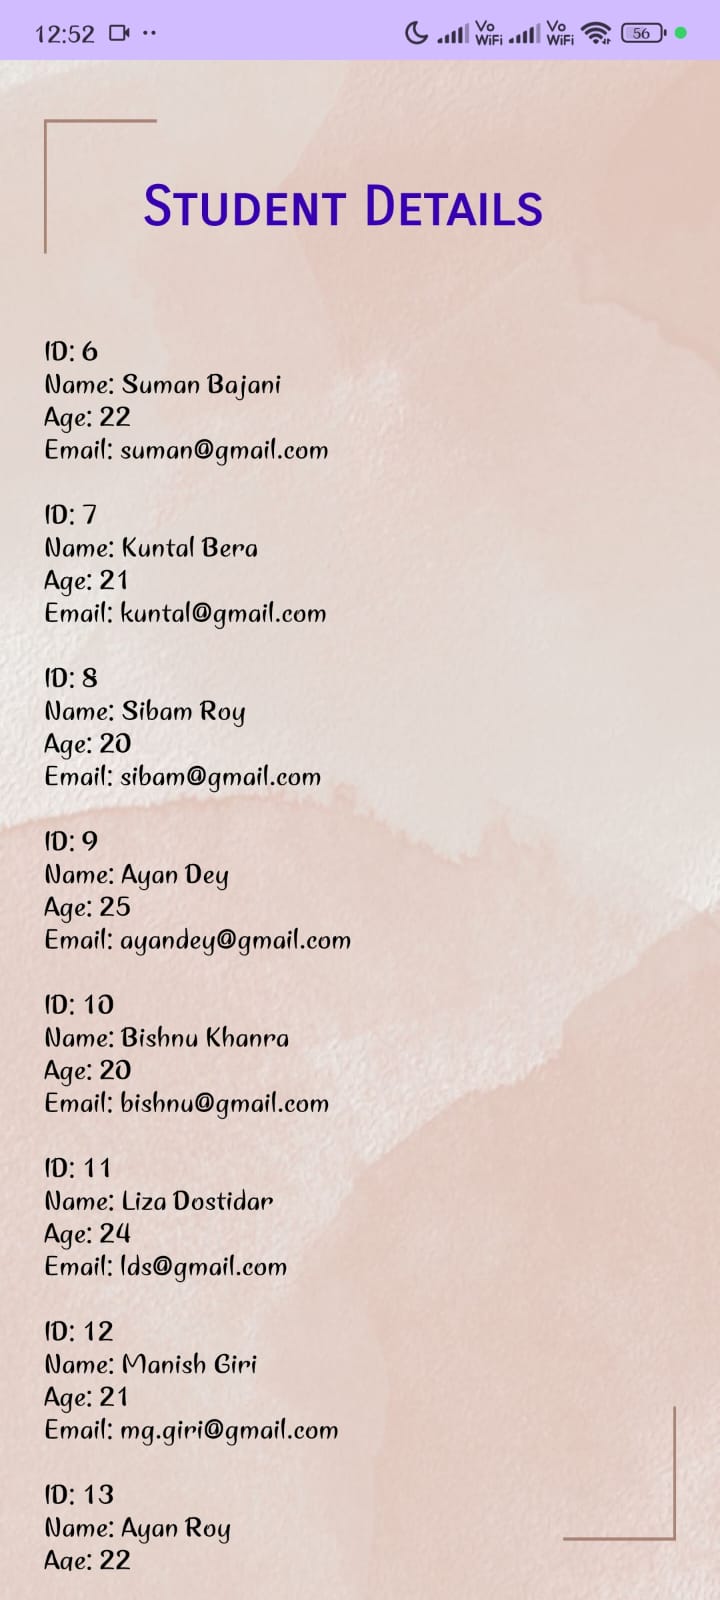 12:52
Vo WiFi Vo WiFi 56
Student Details
ID: 6
Name: Suman Bajani
Age: 22
Email: suman@gmail.com
ID: 7
Name: Kuntal Bera
Age: 21
Email: kuntal@gmail.com
ID: 8
Name: Sibam Roy
Age: 20
Email: sibam@gmail.com
ID: 9
Name: Ayan Dey
Age: 25
Email: ayandey@gmail.com
ID: 10
Name: Bishnu Khanra
Age: 20
Email: bishnu@gmail.com
ID: 11
Name: Liza Dostidar
Age: 24
Email: lds@gmail.com
ID: 12
Name: Manish Giri
Age: 21
Email: mg.giri@gmail.com
ID: 13
Name: Ayan Roy
Age: 22